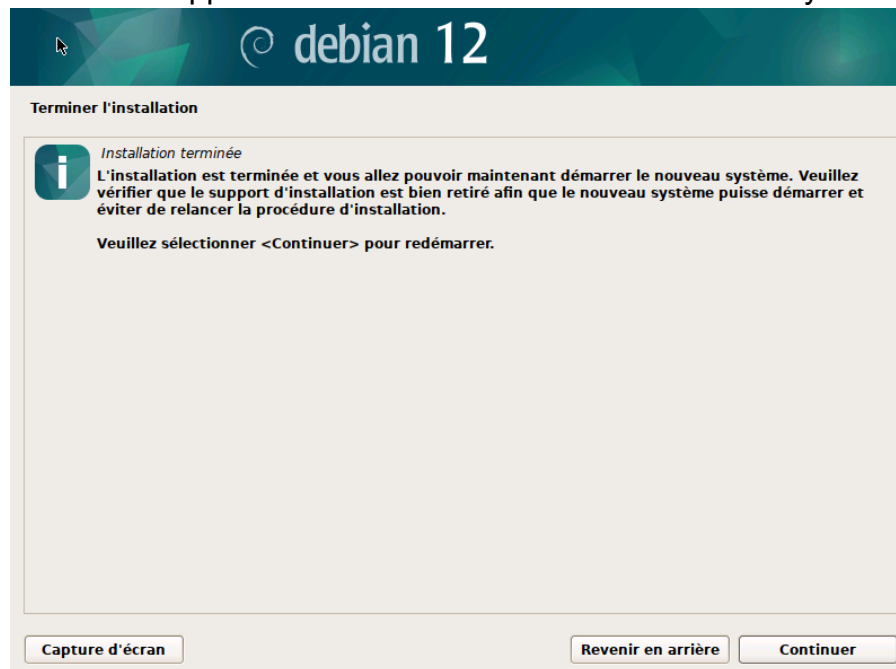 debian 12
Terminer l'installation
Installation terminée
L'installation est terminée et vous allez pouvoir maintenant démarrer le nouveau système. Veuillez
vérifier que le support d'installation est bien retiré afin que le nouveau système puisse démarrer et
éviter de relancer la procédure d'installation.
Veuillez sélectionner <Continuer> pour redémarrer.
Capture d'écran
Revenir en arrière
Continuer